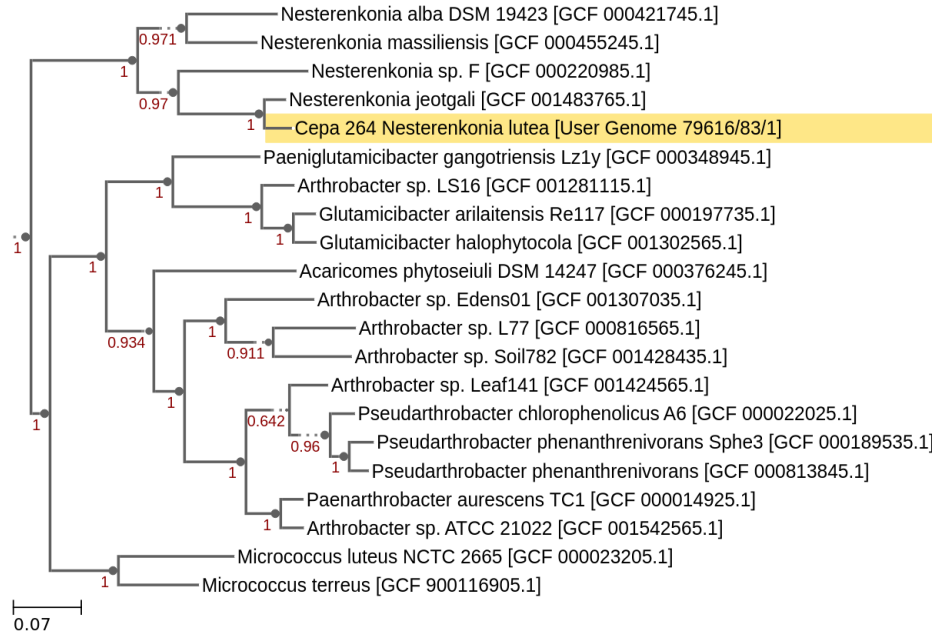 Nesterenkonia alba DSM 19423 [GCF 000421745.1]
0.971
Nesterenkonia massiliensis [GCF 000455245.1]
1
Nesterenkonia sp. F [GCF 000220985.1]
0.97
Nesterenkonia jeotgali [GCF 001483765.1]
1
Cepa 264 Nesterenkonia lutea [User Genome 79616/83/1]
Paeniglutamicibacter gangotriensis Lz1y [GCF 000348945.1]
1
Arthrobacter sp. LS16 [GCF 001281115.1]
1
Glutamicibacter arilaitensis Re117 [GCF 000197735.1]
1
1
Glutamicibacter halophytocola [GCF 001302565.1]
1
Acaricomes phytoseiuli DSM 14247 [GCF 000376245.1]
Arthrobacter sp. Edens01 [GCF 001307035.1]
1
Arthrobacter sp. L77 [GCF 000816565.1]
0.934
0.911
Arthrobacter sp. Soil782 [GCF 001428435.1]
Arthrobacter sp. Leaf141 [GCF 001424565.1]
1
Pseudarthrobacter chlorophenolicus A6 [GCF 000022025.1]
1
0.642
Pseudarthrobacter phenanthrenivorans Sphe3 [GCF 000189535.1]
0.96
1
1
Pseudarthrobacter phenanthrenivorans [GCF 000813845.1]
Paenarthrobacter aurescens TC1 [GCF 000014925.1]
1
Arthrobacter sp. ATCC 21022 [GCF 001542565.1]
Micrococcus luteus NCTC 2665 [GCF 000023205.1]
1
Micrococcus terreus [GCF 900116905.1]
0.07